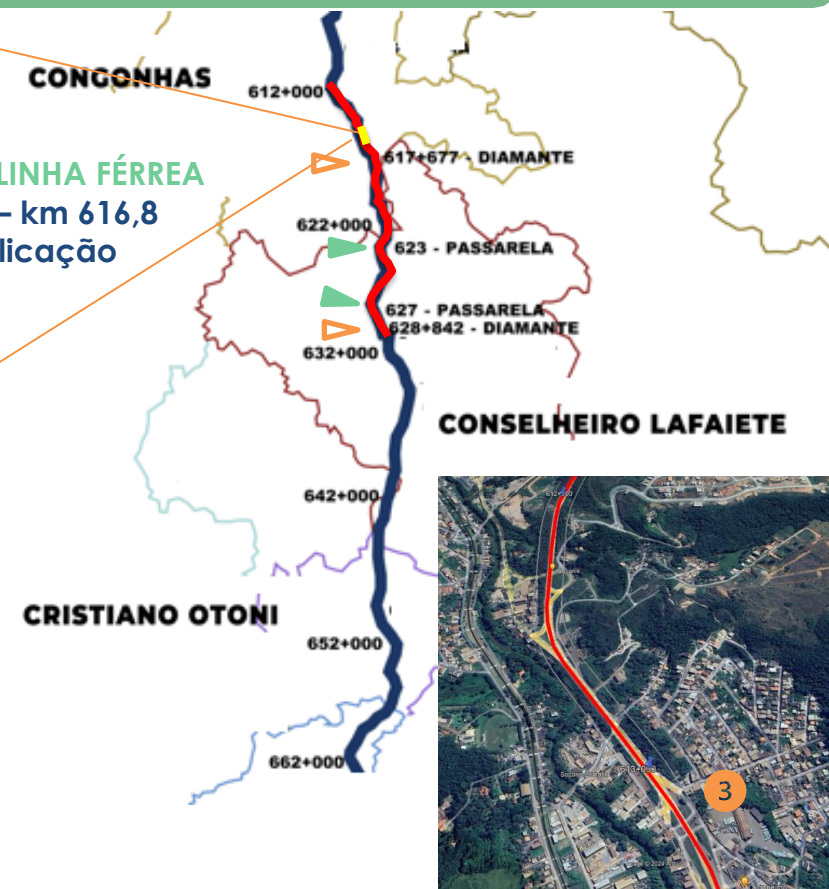 CONGONHAS
612+000
617+677 - DIAMANTE
LINHA FÉRREA
– km 616,8
licação
622+000
623 - PASSARELA
627 - PASSARELA
628+842 - DIAMANTE
632+000
CONSELHEIRO LAFAIETE
642+000
CRISTIANO OTONI
652+000
662+000
3